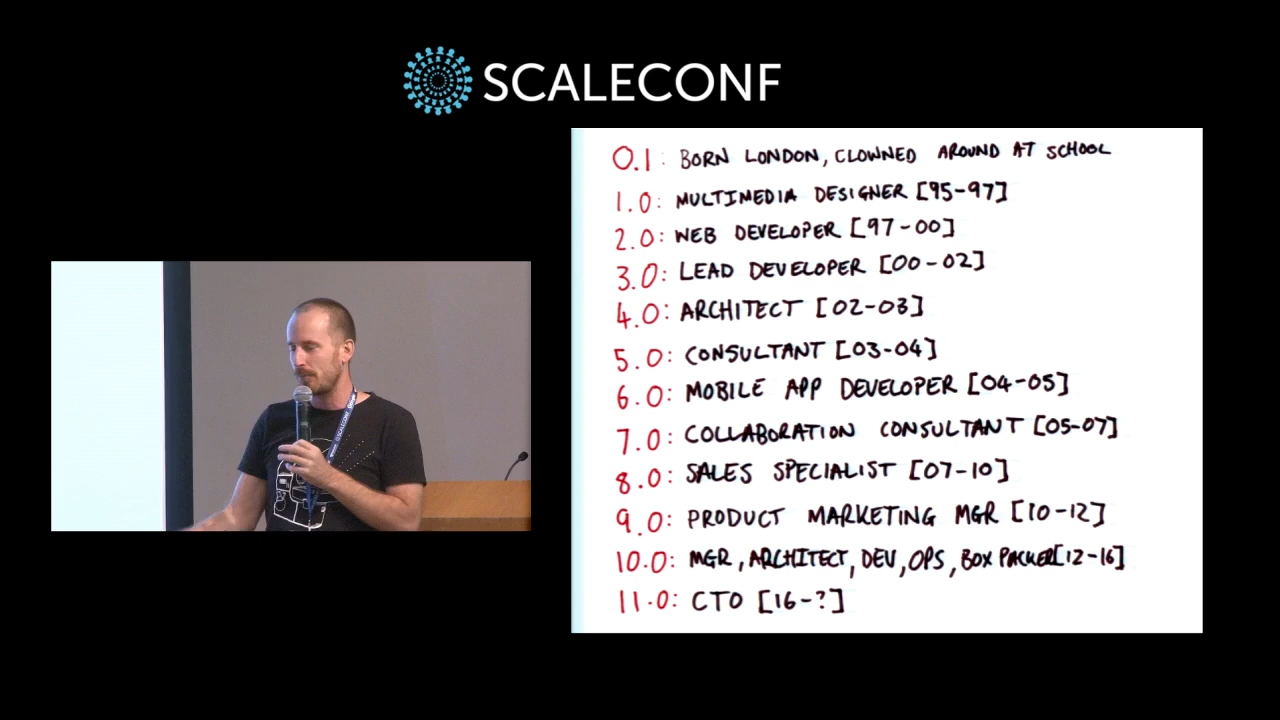 SCALECONF
0.1: BORN LONDON, CLOWNED AROUND AT SCHOOL
1.0: MULTIMEDIA DESIGNER [95-97]
2.0: WEB DEVELOPER [97-00]
3.0: LEAD DEVELOPER [00-02]
4.0: ARCHITECT [02-03]
5.0: CONSULTANT [03-04]
6.0: MOBILE APP DEVELOPER [04-05]
7.0: COLLABORATION CONSULTANT [05-07]
8.0: SALES SPECIALIST [07-10]
9.0: PRODUCT MARKETING MGR [10-12]
10.0: MGR, ARCHITECT, DEV, OPS, BOX PACKER[12-16]
11.0: CTO [16-?]
SCALECONF